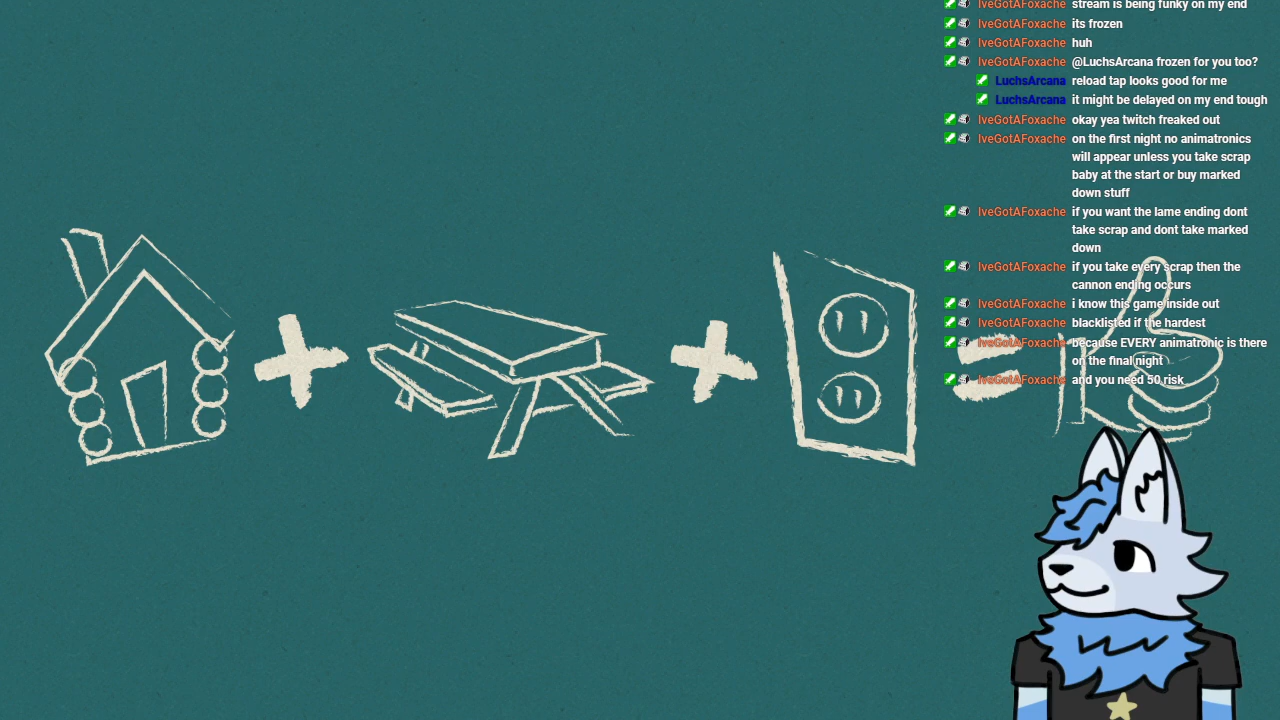 IveGotAFoxache stream is being funky on my end
IveGotAFoxache its frozen
IveGotAFoxache huh
IveGotAFoxache @LuchsArcana frozen for you too?
LuchsArcana reload tap looks good for me
LuchsArcana it might be delayed on my end tough
IveGotAFoxache okay yea twitch freaked out
IveGotAFoxache on the first night no animatronics
will appear unless you take scrap
baby at the start or buy marked
down stuff
IveGotAFoxache if you want the lame ending dont
take scrap and dont take marked
down
IveGotAFoxache if you take every scrap then the
cannon ending occurs
IveGotAFoxache i know this game inside out
IveGotAFoxache blacklisted if the hardest
IveGotAFoxache because EVERY animatronic is there
on the final night
IveGotAFoxache and you need 50 risk